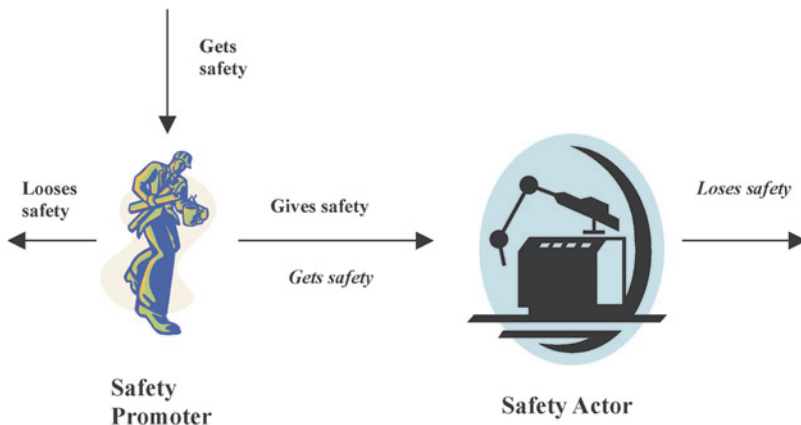 Gets
safety
Looses
safety
Gives safety
Loses safety
Gets safety
Safety
Promoter
Safety Actor